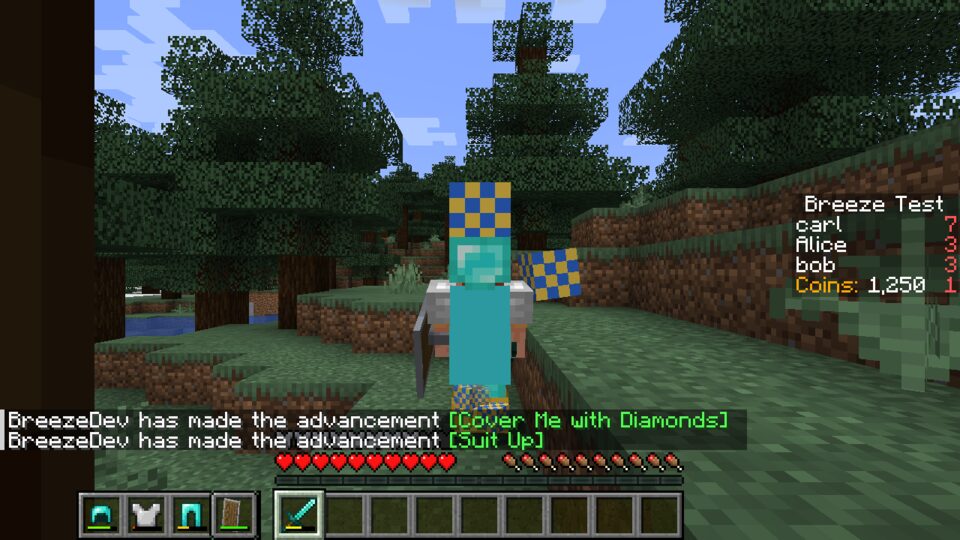 Breeze Test
carl 7
Alice 3
bob 3
Coins: 1,250 1
BreezeDev has made the advancement [Cover Me with Diamonds]
BreezeDev has made the advancement [Suit Up]